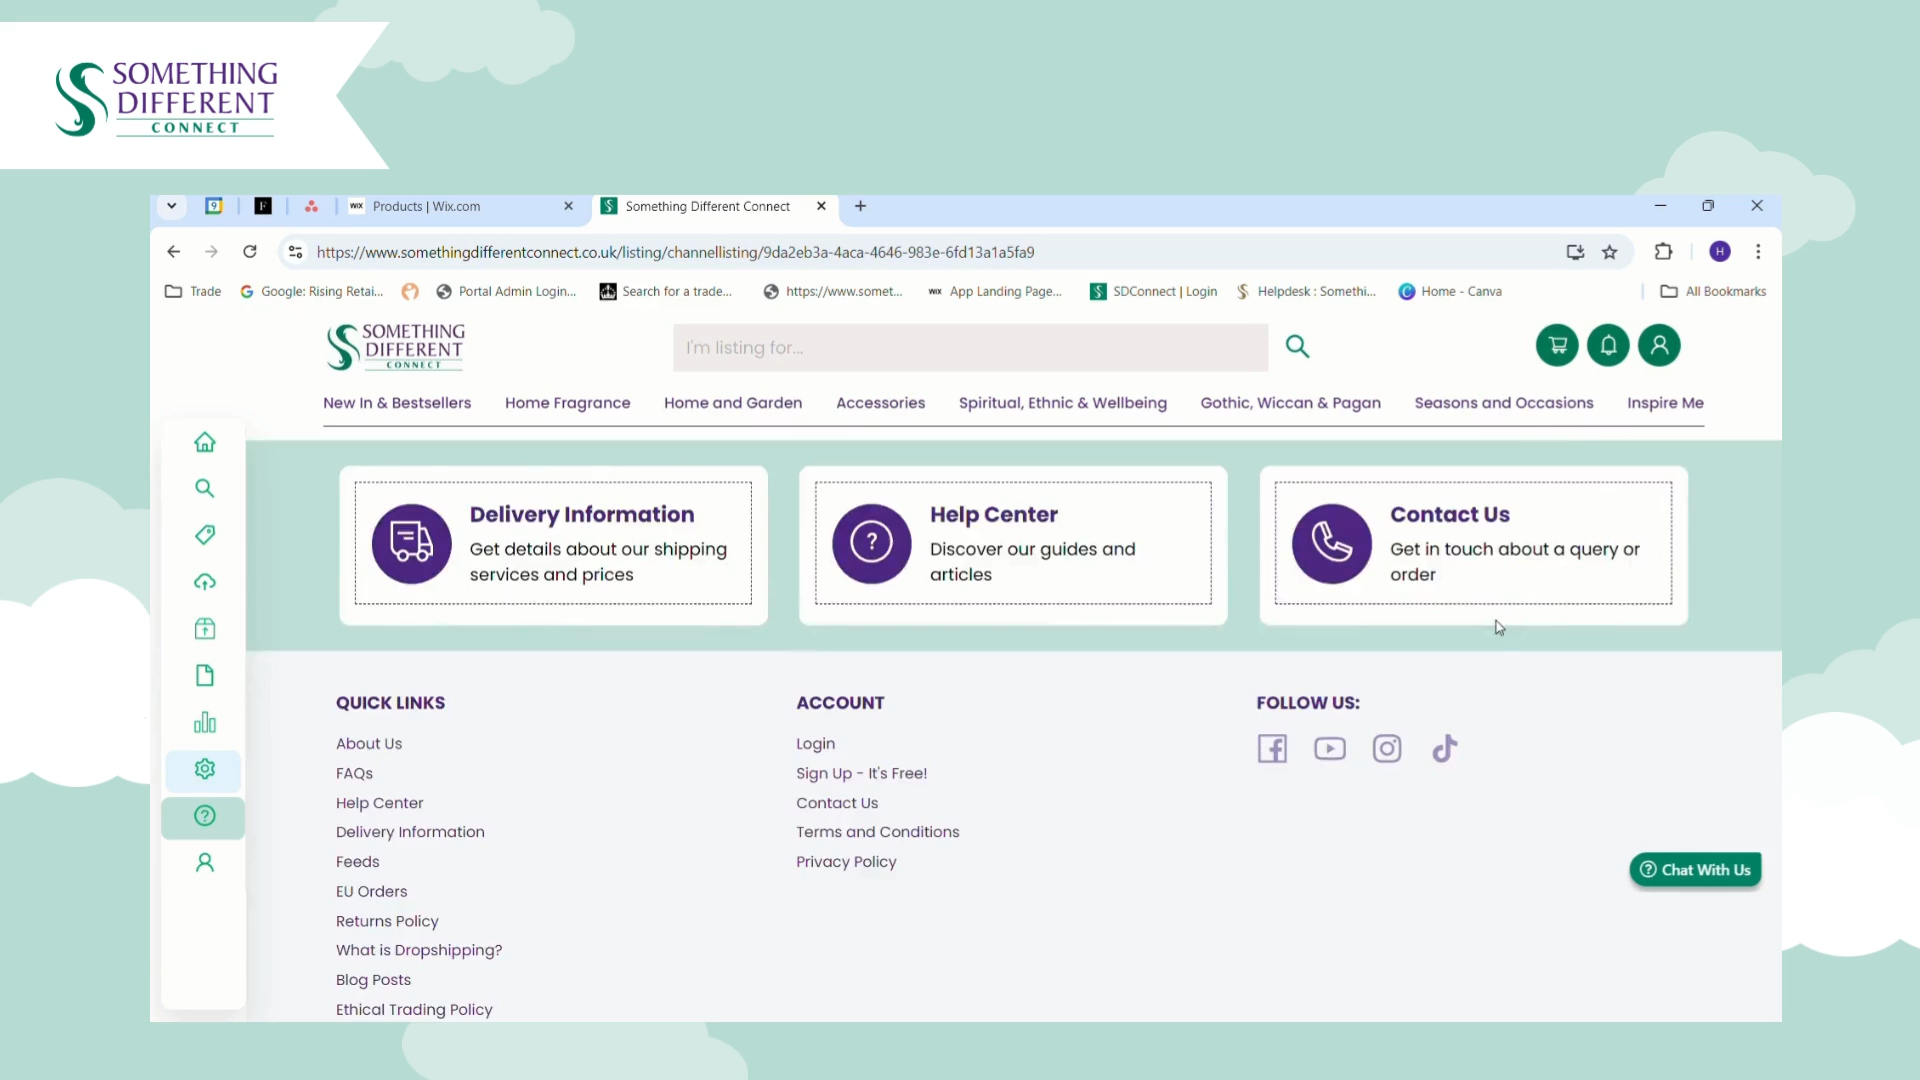 SOMETHING
DIFFERENT
CONNECT
9
F
WIX Products | Wix.com
Something Different Connect
https://www.somethingdifferentconnect.co.uk/listing/channellisting/9da2eb3a-4aca-4646-983e-6fd13a1a5fa9
H
Trade
Google: Rising Retai...
Portal Admin Login...
Search for a trade...
https://www.somet...
WIX App Landing Page...
SDConnect | Login
Helpdesk : Somethi...
Home - Canva
All Bookmarks
SOMETHING
DIFFERENT
CONNECT
I'm listing for...
New In & Bestsellers
Home Fragrance
Home and Garden
Accessories
Spiritual, Ethnic & Wellbeing
Gothic, Wiccan & Pagan
Seasons and Occasions
Inspire Me
Delivery Information
Get details about our shipping
services and prices
Help Center
Discover our guides and
articles
Contact Us
Get in touch about a query or
order
QUICK LINKS
About Us
FAQs
Help Center
Delivery Information
Feeds
EU Orders
Returns Policy
What is Dropshipping?
Blog Posts
Ethical Trading Policy
ACCOUNT
Login
Sign Up - It's Free!
Contact Us
Terms and Conditions
Privacy Policy
FOLLOW US:
Chat With Us